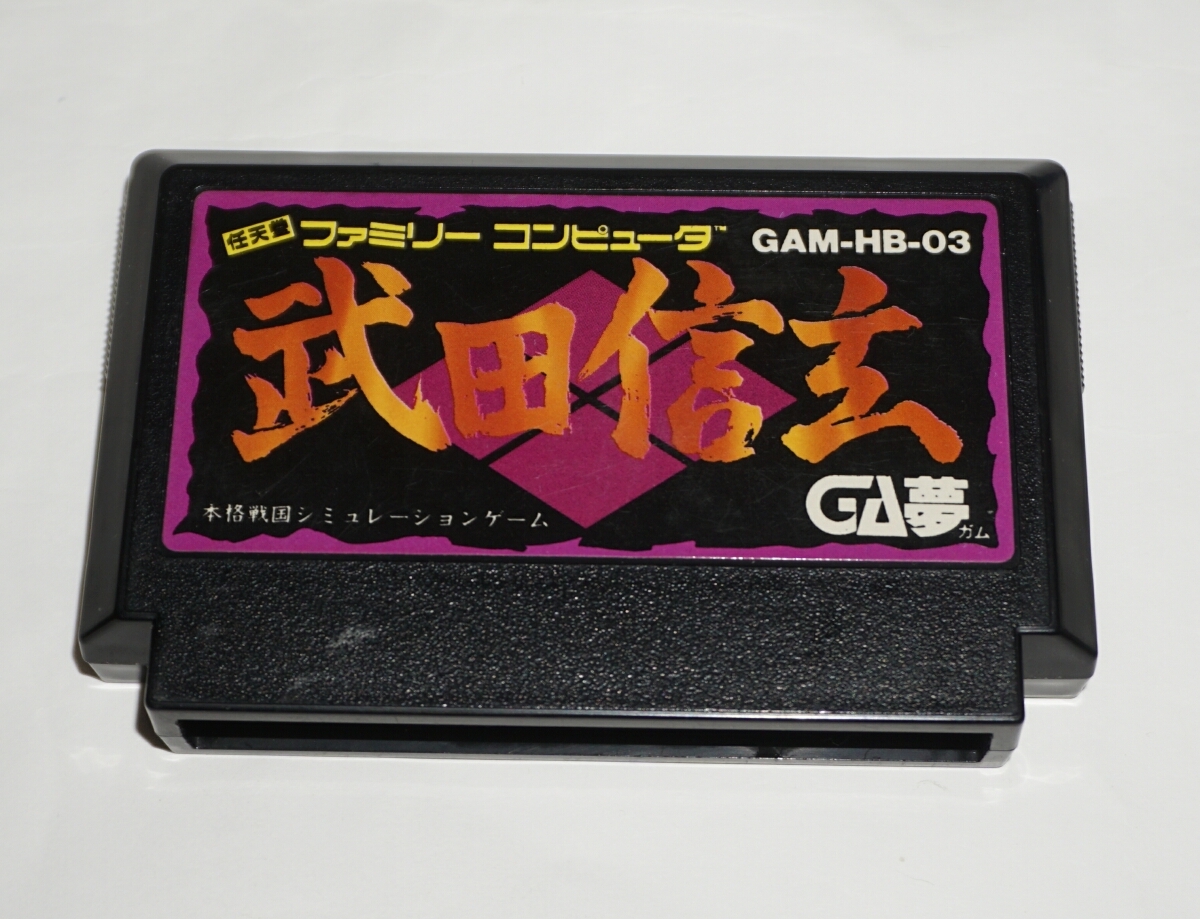 任天堂 ファミリー コンピュータ™ GAM-HB-03
武田信玄
GA夢
ガム
本格戦国シミュレーションゲーム